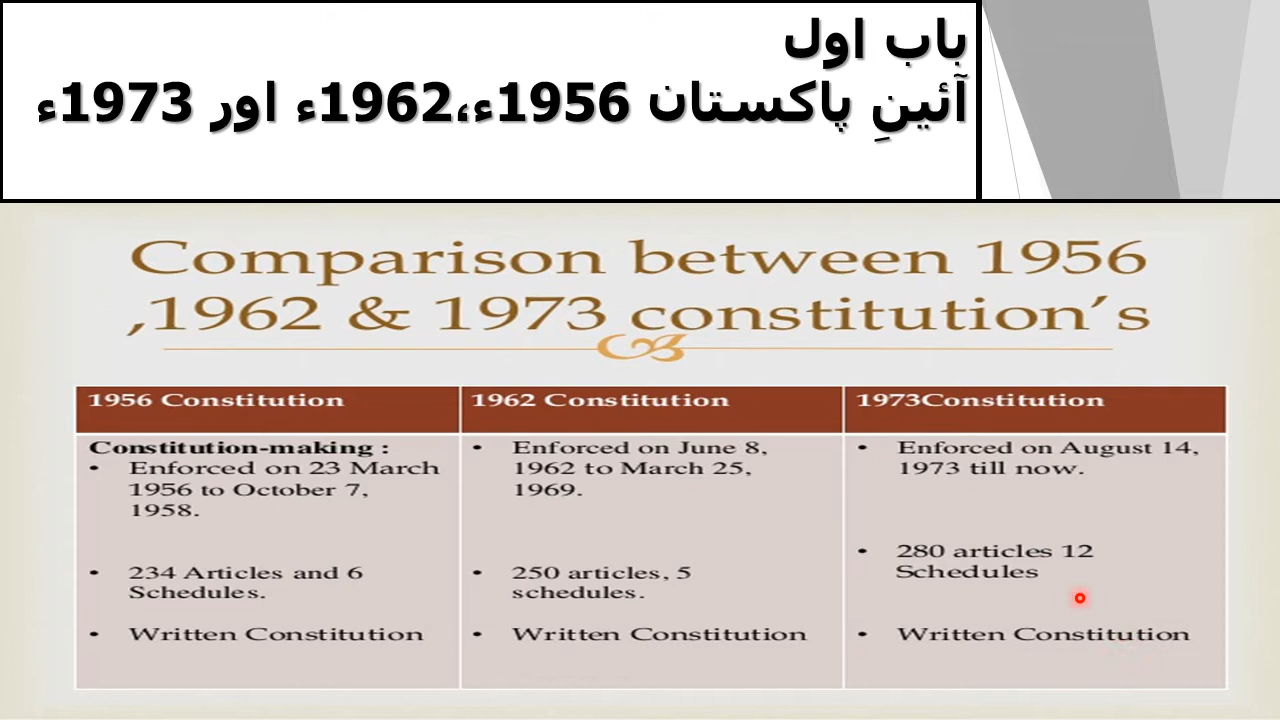 باب اول
آئینِ پاکستان 1956ء،1962ء اور 1973ء
Comparison between 1956
,1962 & 1973 constitution’s
1956 Constitution
1962 Constitution
1973Constitution
Constitution-making :
• Enforced on 23 March
1956 to October 7,
1958.
• 234 Articles and 6
Schedules.
• Written Constitution
• Enforced on June 8,
1962 to March 25,
1969.
• 250 articles, 5
schedules.
• Written Constitution
• Enforced on August 14,
1973 till now.
• 280 articles 12
Schedules
• Written Constitution